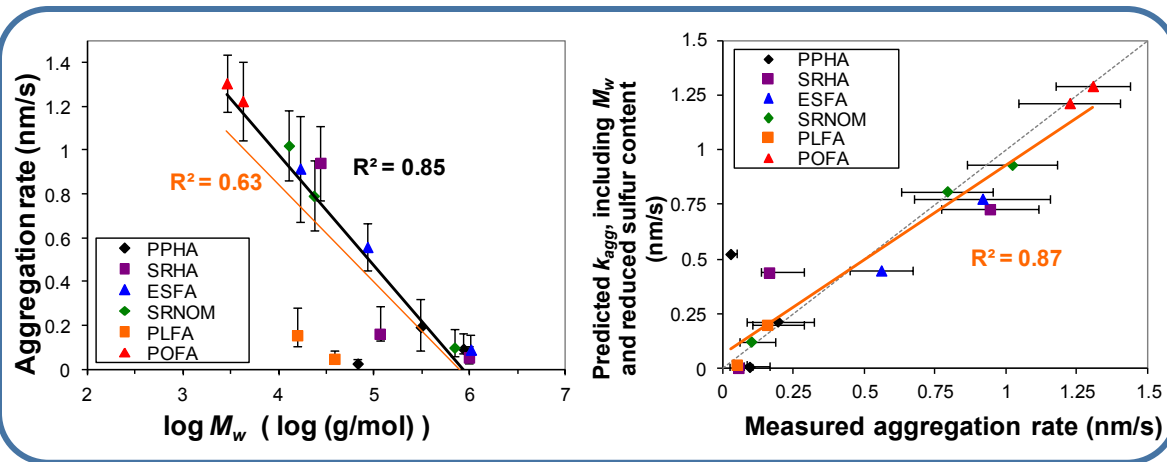 Aggregation rate (nm/s)
1.4
1.2
1
0.8
0.6
0.4
0.2
0
R² = 0.63
R² = 0.85
PPHA
SRHA
ESFA
SRNOM
PLFA
POFA
2 3 4 5 6 7
log Mw ( log (g/mol) )
Predicted kagg, including Mw
and reduced sulfur content
(nm/s)
1.5
1.25
1
0.75
0.5
0.25
0
PPHA
SRHA
ESFA
SRNOM
PLFA
POFA
R² = 0.87
0 0.25 0.5 0.75 1 1.25 1.5
Measured aggregation rate (nm/s)